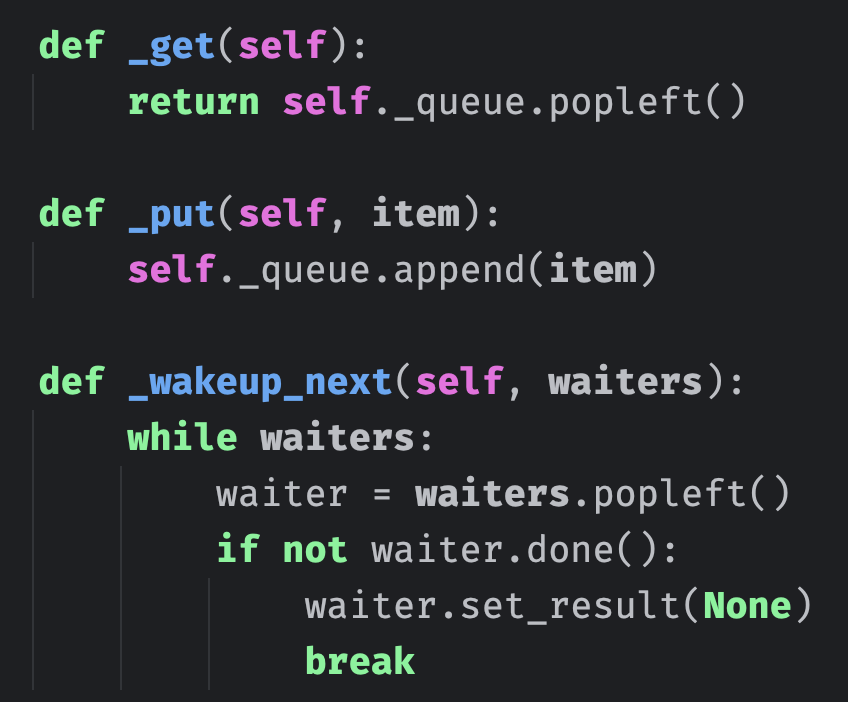 def _get(self):
    return self._queue.popleft()

def _put(self, item):
    self._queue.append(item)

def _wakeup_next(self, waiters):
    while waiters:
        waiter = waiters.popleft()
        if not waiter.done():
            waiter.set_result(None)
            break